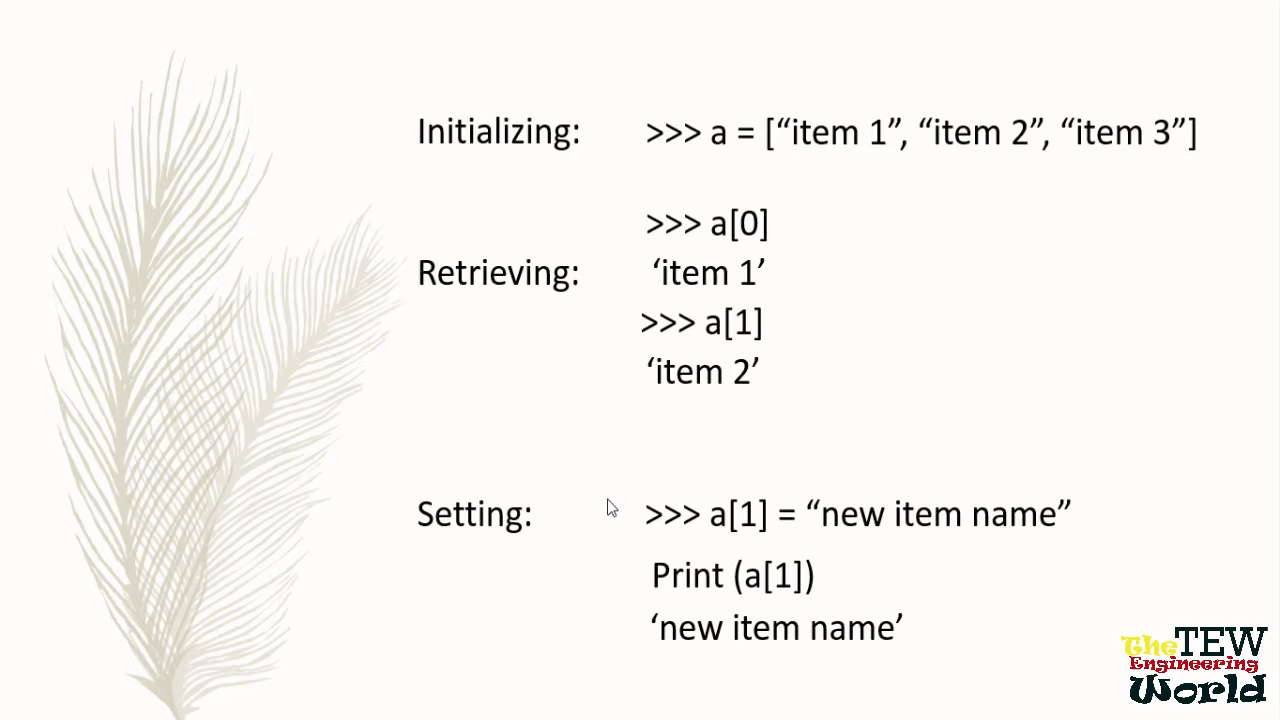 Initializing: >>> a = [“item 1”, “item 2”, “item 3”]
>>> a[0]
Retrieving: ‘item 1’
>>> a[1]
‘item 2’
Setting: >>> a[1] = “new item name”
Print (a[1])
‘new item name’
The TEW
Engineering
World